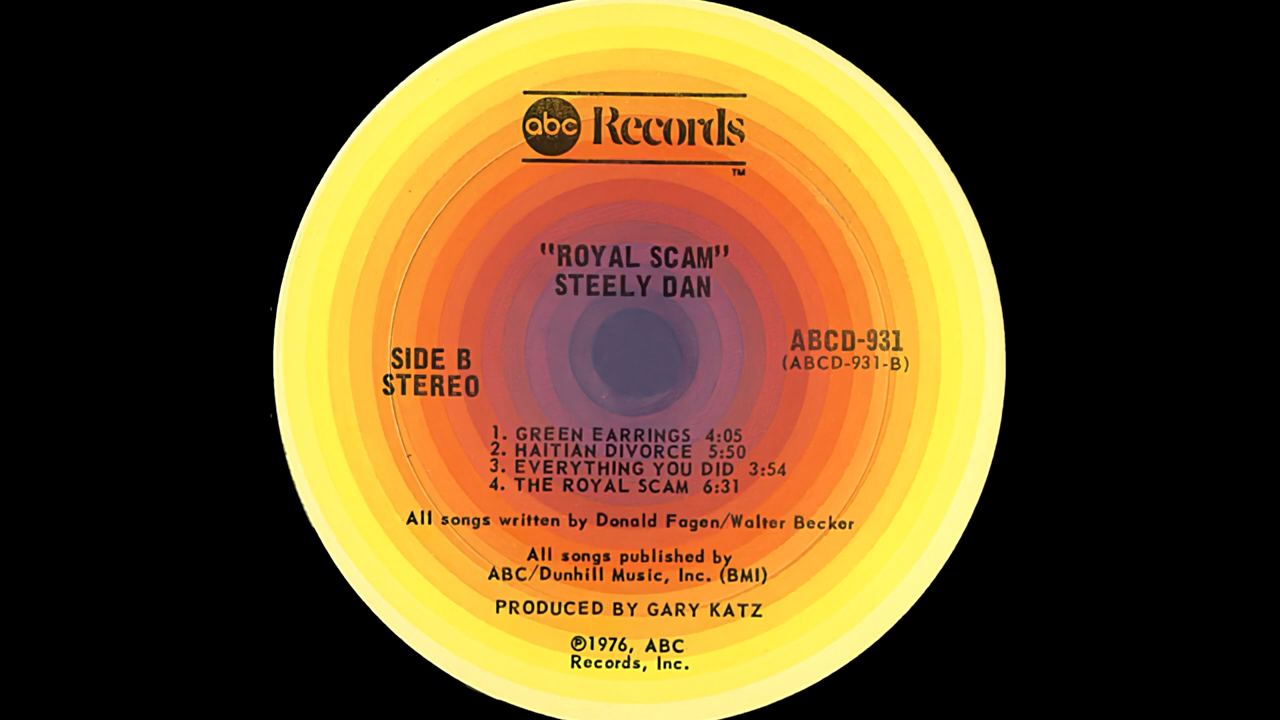 abc Records
TM
"ROYAL SCAM"
STEELY DAN
SIDE B
STEREO
ABCD-931
(ABCD-931-B)
1. GREEN EARRINGS 4:05
2. HAITIAN DIVORCE 5:50
3. EVERYTHING YOU DID 3:54
4. THE ROYAL SCAM 6:31
All songs written by Donald Fagen/Walter Becker
All songs published by
ABC/Dunhill Music, Inc. (BMI)
PRODUCED BY GARY KATZ
℗1976, ABC
Records, Inc.